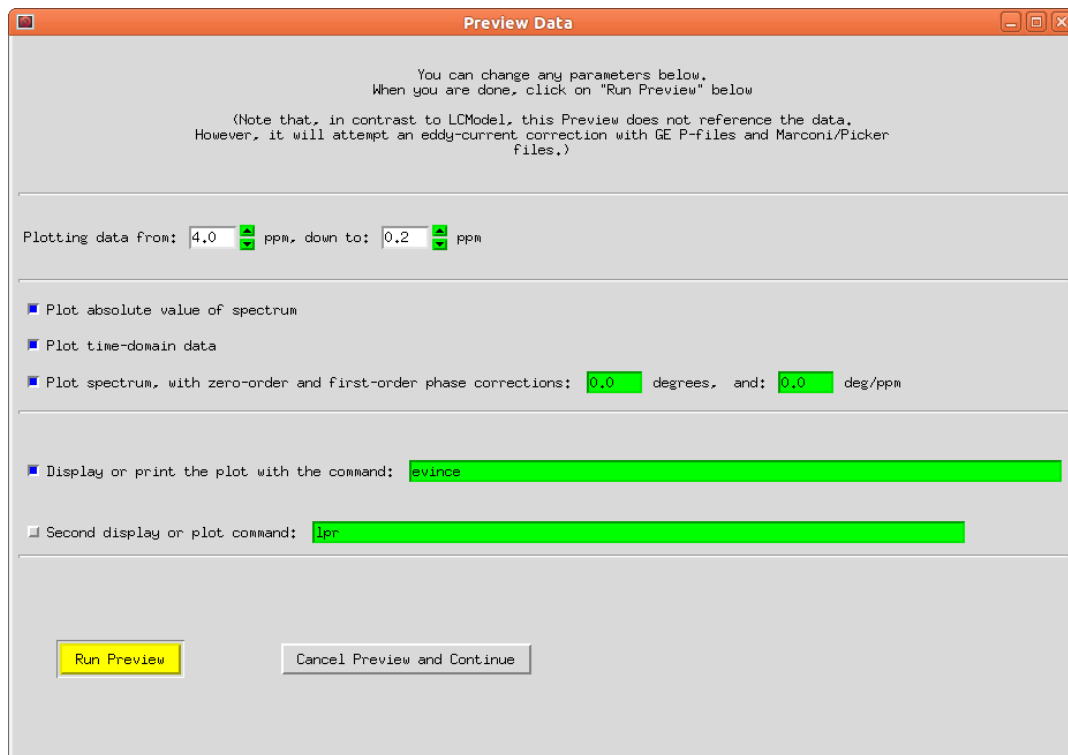 Preview Data
You can change any parameters below.
When you are done, click on "Run Preview" below
(Note that, in contrast to LCModel, this Preview does not reference the data.
However, it will attempt an eddy-current correction with GE P-files and Marconi/Picker
files.)
Plotting data from: 4.0 ppm, down to: 0.2 ppm
Plot absolute value of spectrum
Plot time-domain data
Plot spectrum, with zero-order and first-order phase corrections: 0.0 degrees, and: 0.0 deg/ppm
Display or print the plot with the command: evince
Second display or plot command: lpr
Run Preview Cancel Preview and Continue